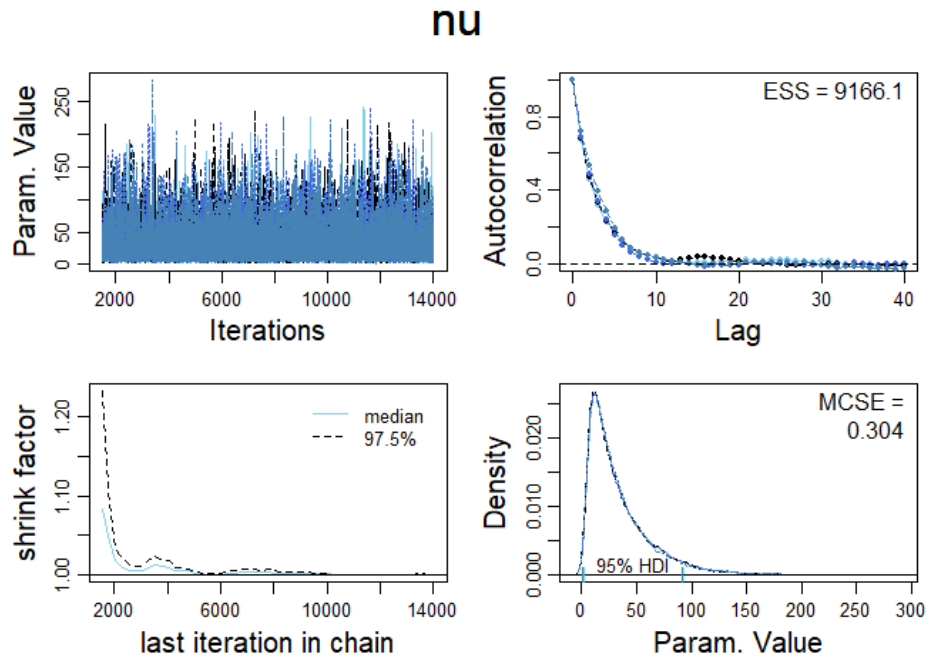 nu
Param. Value
0 50 150 250
2000 6000 10000 14000
Iterations
Autocorrelation
0.0 0.4 0.8
ESS = 9166.1
0 10 20 30 40
Lag
shrink factor
1.00 1.10 1.20
median
97.5%
2000 6000 10000 14000
last iteration in chain
Density
0.000 0.010 0.020
MCSE =
0.304
95% HDI
0 50 100 150 200 250 300
Param. Value